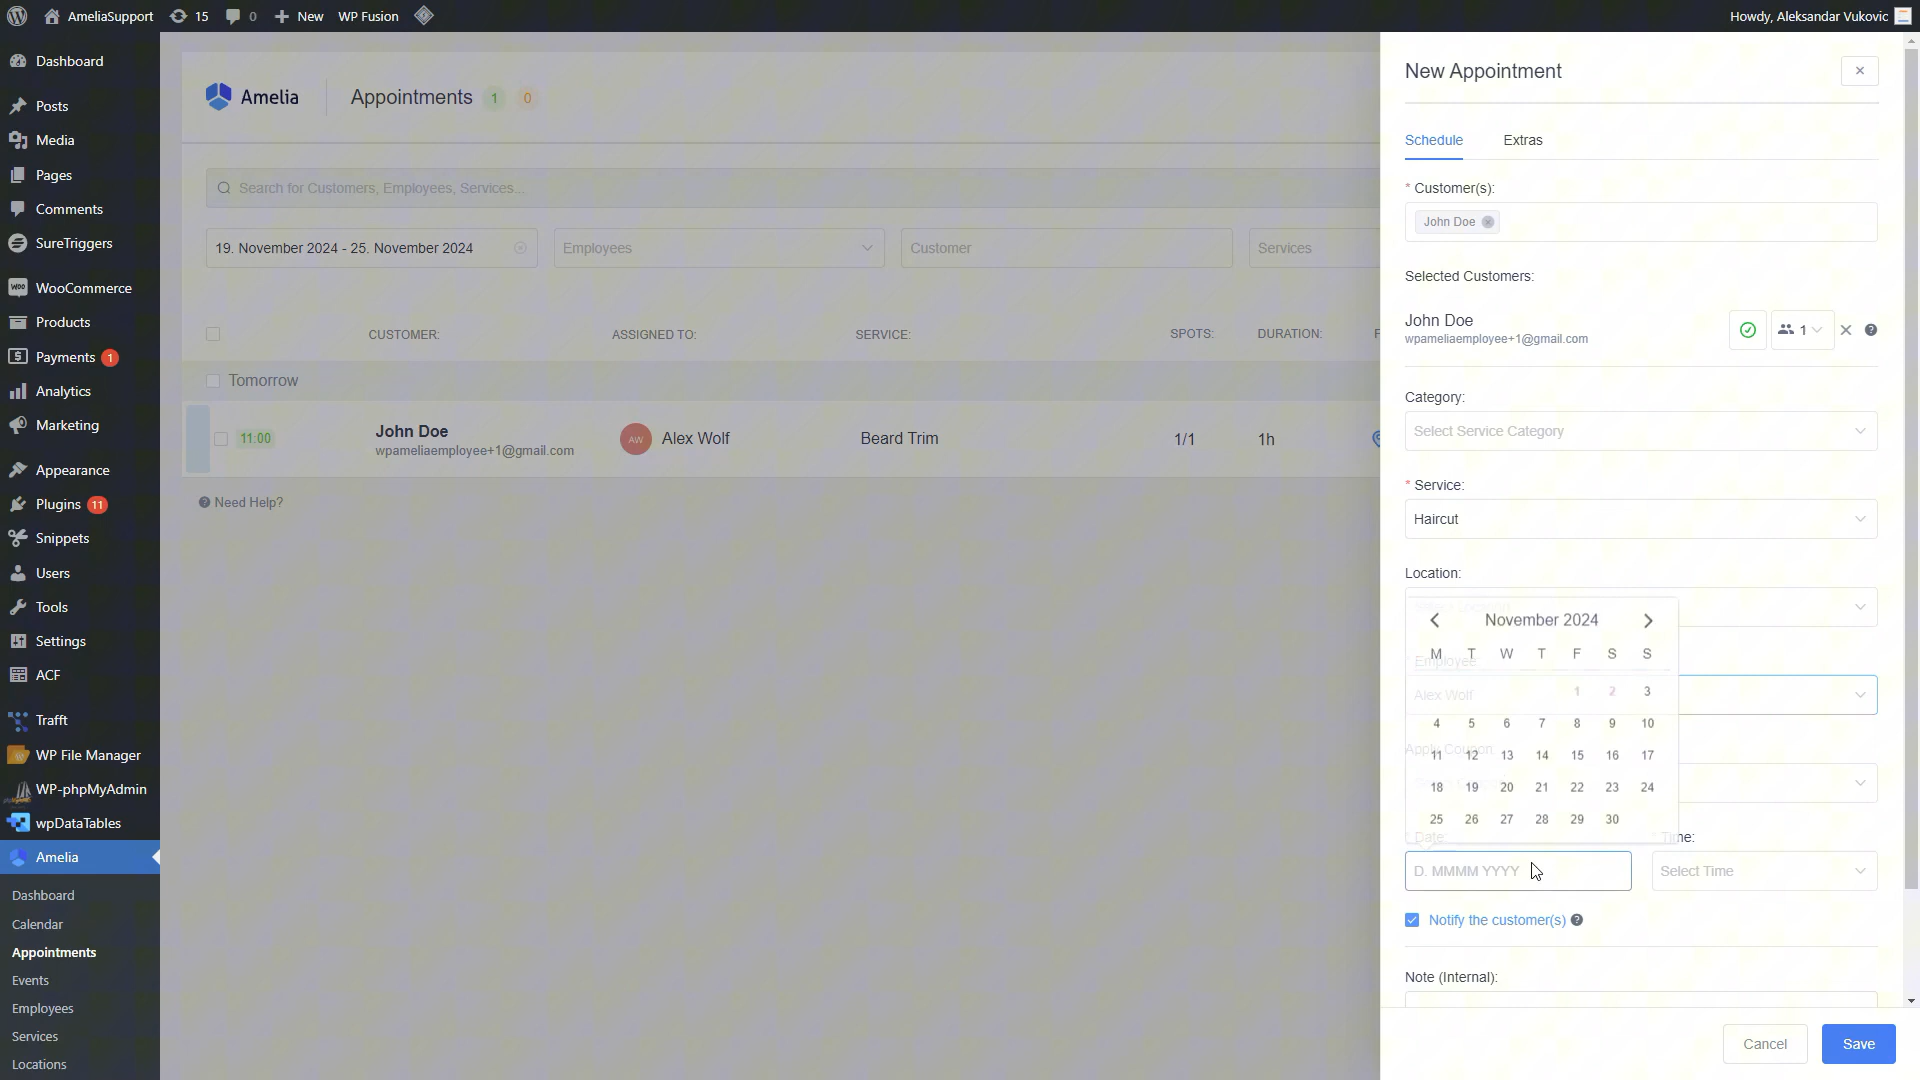 AmeliaSupport 15 0 New WP Fusion Howdy, Aleksandar Vukovic
Dashboard
Posts
Media
Pages
Comments
SureTriggers
WooCommerce
Products
Payments 1
Analytics
Marketing
Appearance
Plugins 11
Snippets
Users
Tools
Settings
ACF
Trafft
WP File Manager
WP-phpMyAdmin
wpDataTables
Amelia
Dashboard
Calendar
Appointments
Events
Employees
Services
Locations
Amelia Appointments 1 0
Search for Customers, Employees, Services...
19. November 2024 - 25. November 2024 Employees Customer Services
CUSTOMER: ASSIGNED TO: SERVICE: SPOTS: DURATION:
Tomorrow
11:00 John Doe AW Alex Wolf Beard Trim 1/1 1h
wpameliaemployee+1@gmail.com
Need Help?
New Appointment
Schedule Extras
* Customer(s):
John Doe
Selected Customers:
John Doe 1
wpameliaemployee+1@gmail.com
Category:
Select Service Category
* Service:
Haircut
Location:
November 2024
M T W T F S S
Employee
1 2 3
Alex Wolf
4 5 6 7 8 9 10
Apply Coupon
11 12 13 14 15 16 17
18 19 20 21 22 23 24
25 26 27 28 29 30
* Date: Time:
D. MMMM YYYY Select Time
Notify the customer(s)
Note (Internal):
Cancel Save